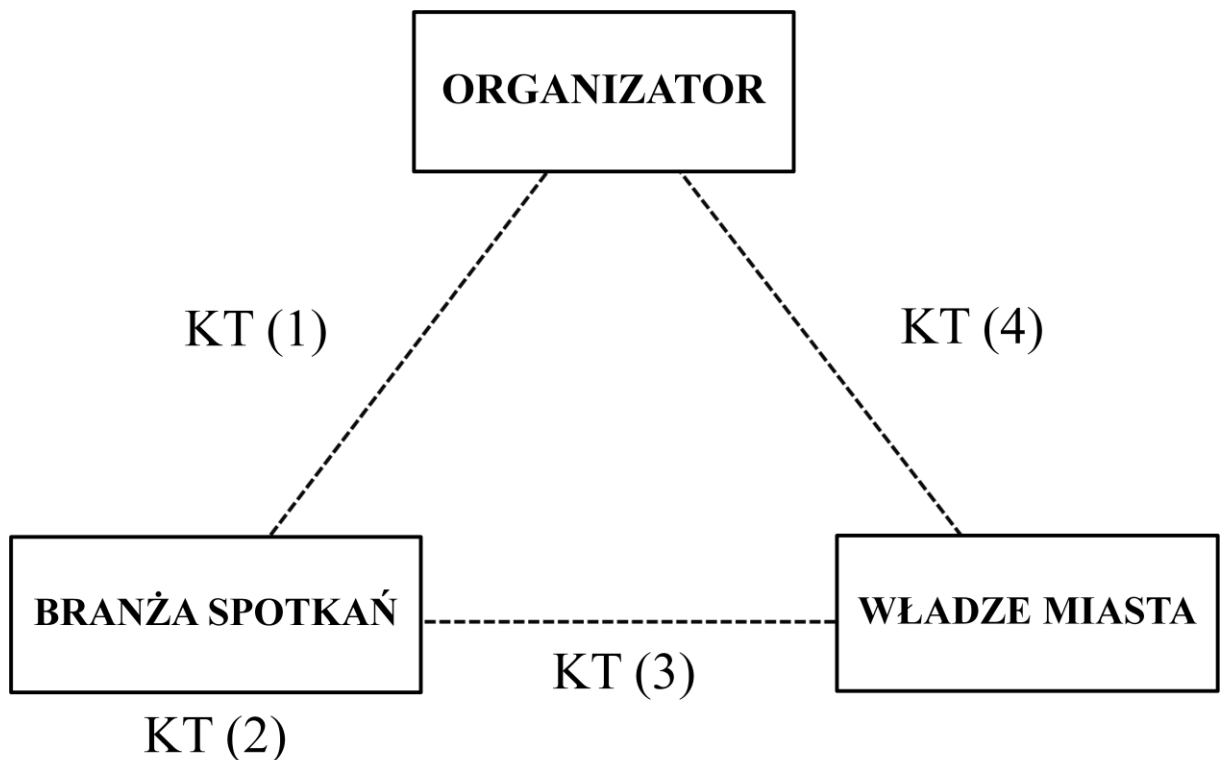 ORGANIZATOR
KT (1)
KT (4)
BRANŻA SPOTKAŃ
WŁADZE MIASTA
KT (3)
KT (2)